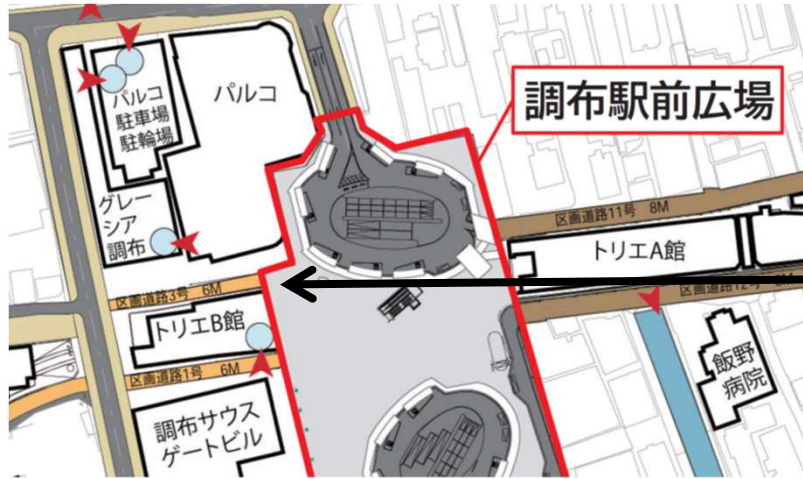 パルコ
駐車場
駐輪場
パルコ
調布駅前広場
グレー
シア
調布
区画道路11号 8M
トリエA館
区画道路3号 6M
区画道路12号
トリエB館
飯野
病院
区画道路1号 6M
調布サウス
ゲートビル